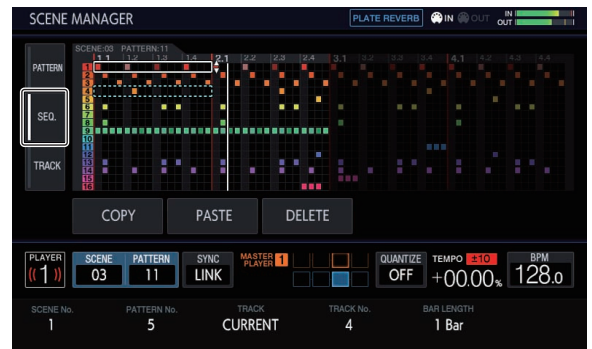 SCENE MANAGER PLATE REVERB IN OUT IN OUT
SCENE:03 PATTERN:11
1.1 1.2 1.3 1.4 2.1 2.2 2.3 2.4 3.1 3.2 3.3 3.4 4.1 4.2 4.3 4.4
PATTERN
SEQ.
TRACK
1
2
3
4
5
6
7
8
9
10
11
12
13
14
15
16
COPY PASTE DELETE
PLAYER SCENE PATTERN SYNC MASTER PLAYER 1 QUANTIZE TEMPO ±10 BPM
((1)) 03 11 LINK OFF +00.00% 128.0
SCENE No. PATTERN No. TRACK TRACK No. BAR LENGTH
1 5 CURRENT 4 1 Bar